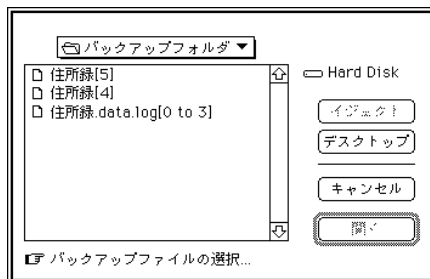 バックアップフォルダ▼
住所録[5]
住所録[4]
住所録.data.log[0 to 3]
Hard Disk
イジェクト
デスクトップ
キャンセル
開く
☞ バックアップファイルの選択...